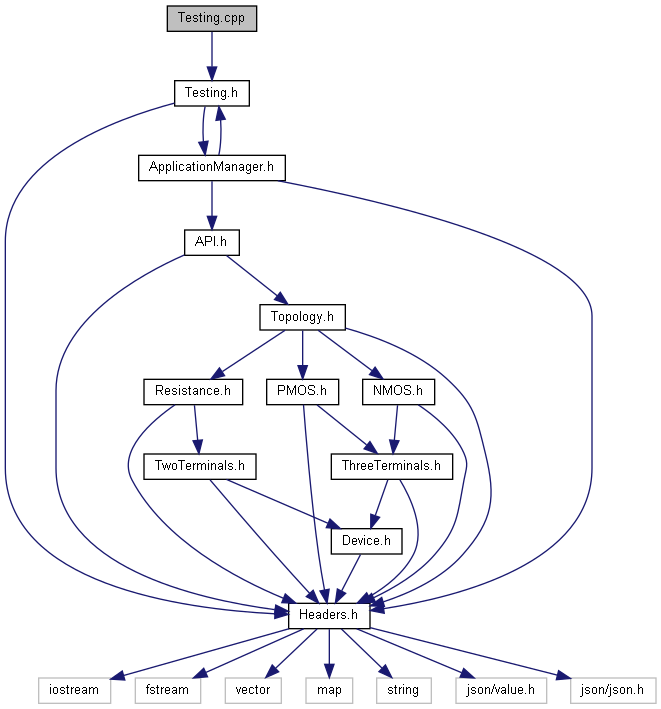 Testing.cpp
Testing.h
ApplicationManager.h
API.h
Topology.h
Resistance.h
PMOS.h
NMOS.h
TwoTerminals.h
ThreeTerminals.h
Device.h
Headers.h
iostream
fstream
vector
map
string
json/value.h
json/json.h